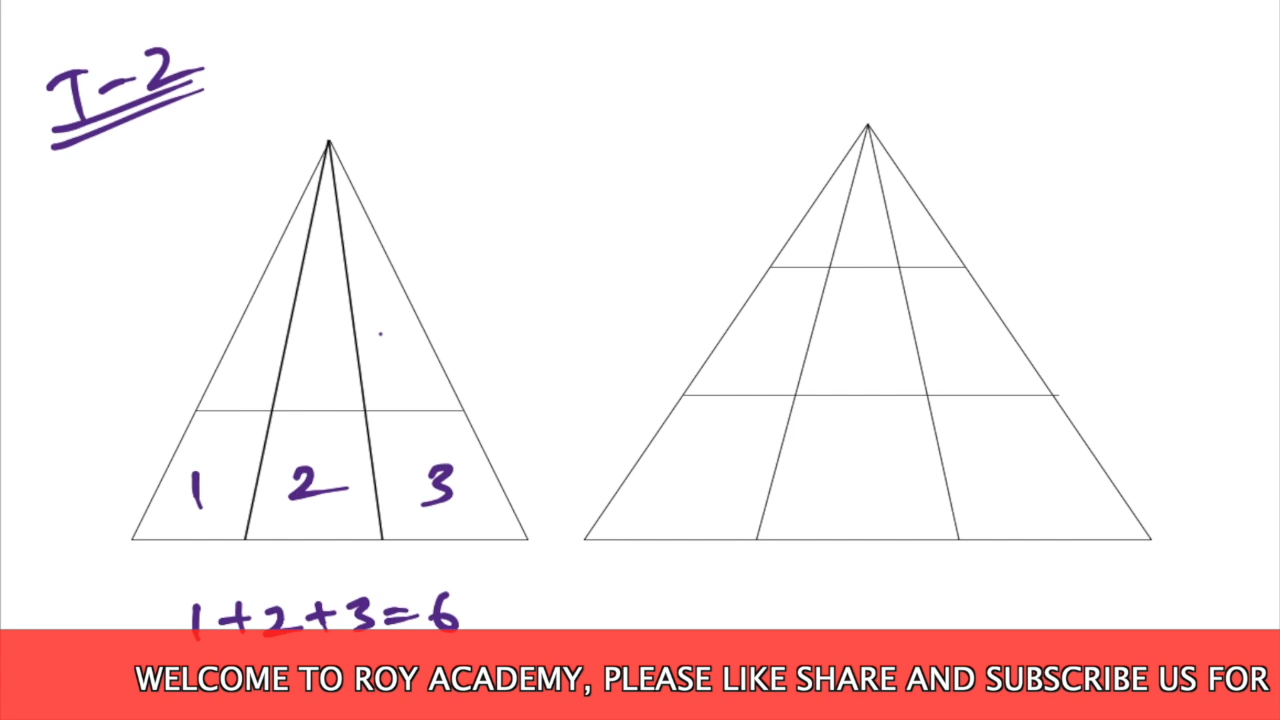 I-2
1 2 3
1+2+3=6
WELCOME TO ROY ACADEMY, PLEASE LIKE SHARE AND SUBSCRIBE US FOR